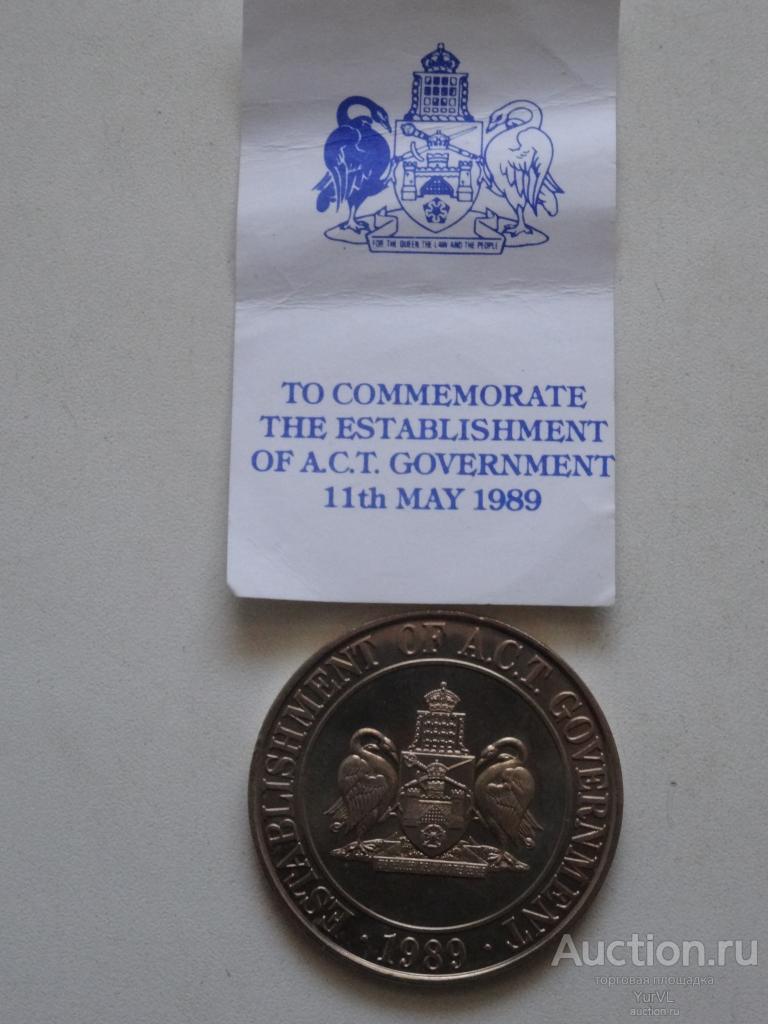 FOR THE QUEEN THE LAW AND THE PEOPLE
TO COMMEMORATE
THE ESTABLISHMENT
OF A.C.T. GOVERNMENT
11th MAY 1989
ESTABLISHMENT OF A.C.T. GOVERNMENT
· 1989 ·
Auction.ru
торговая площадка
YurVL
auction.ru